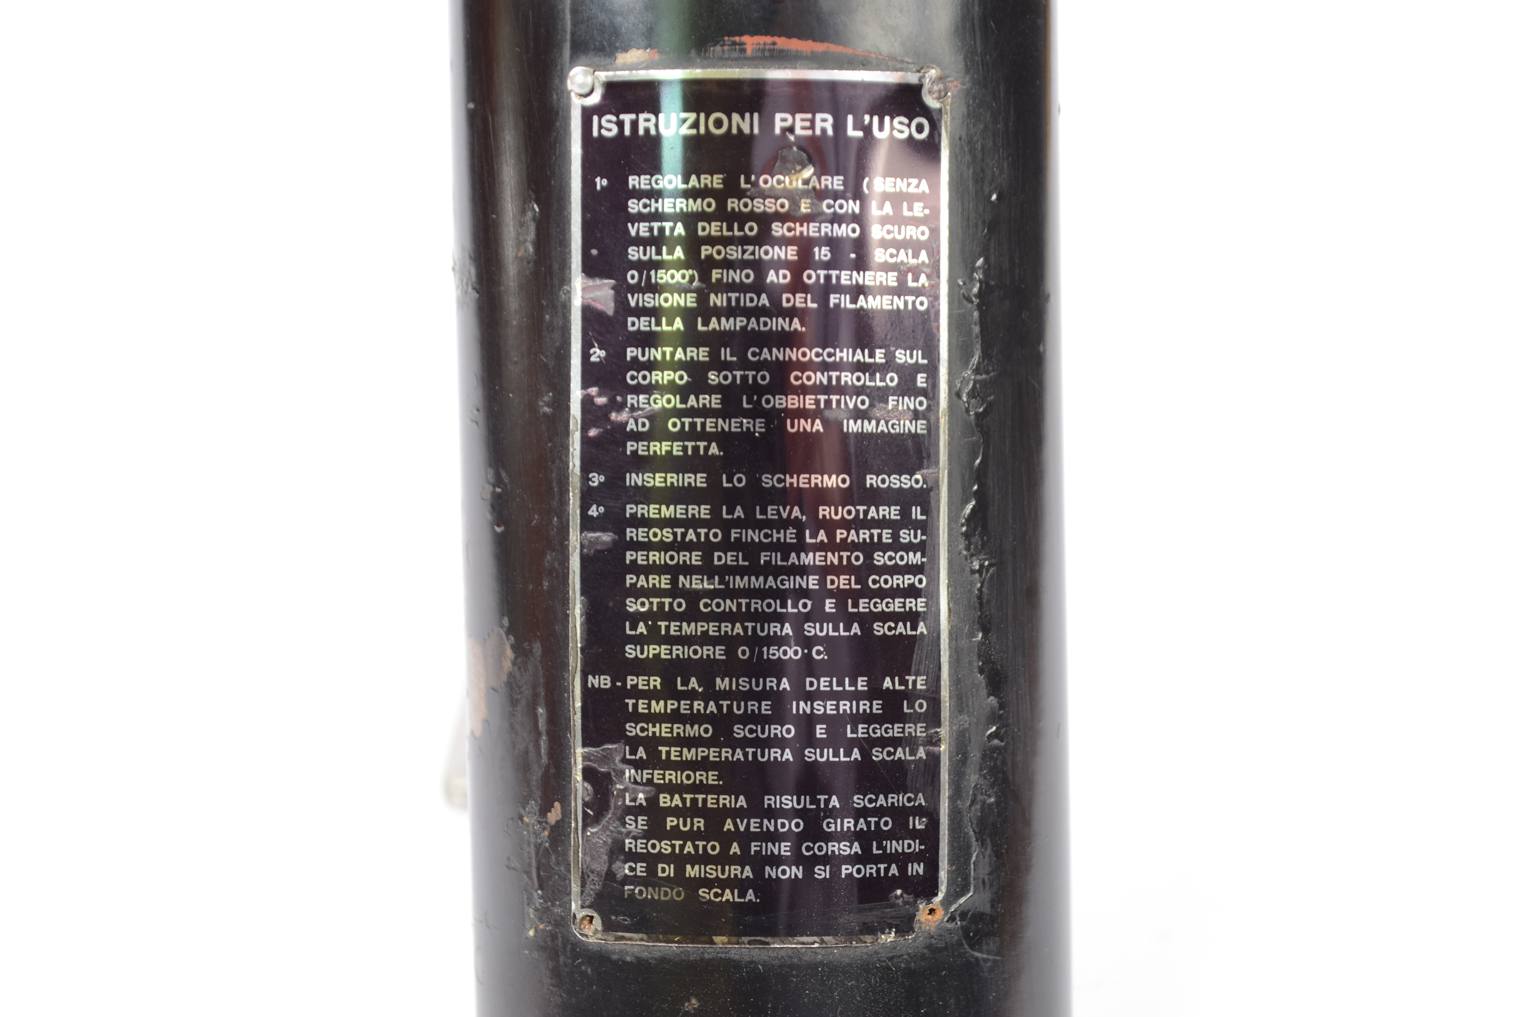 ISTRUZIONI PER L'USO
1° REGOLARE L'OCULARE (SENZA
SCHERMO ROSSO E CON LA LE-
VETTA DELLO SCHERMO SCURO
SULLA POSIZIONE 15 - SCALA
0/1500°) FINO AD OTTENERE LA
VISIONE NITIDA DEL FILAMENTO
DELLA LAMPADINA.
2° PUNTARE IL CANNOCCHIALE SUL
CORPO SOTTO CONTROLLO E
REGOLARE L'OBBIETTIVO FINO
AD OTTENERE UNA IMMAGINE
PERFETTA.
3° INSERIRE LO SCHERMO ROSSO.
4° PREMERE LA LEVA, RUOTARE IL
REOSTATO FINCHÈ LA PARTE SU-
PERIORE DEL FILAMENTO SCOM-
PARE NELL'IMMAGINE DEL CORPO
SOTTO CONTROLLO E LEGGERE
LA TEMPERATURA SULLA SCALA
SUPERIORE 0/1500°C.
NB - PER LA MISURA DELLE ALTE
TEMPERATURE INSERIRE LO
SCHERMO SCURO E LEGGERE
LA TEMPERATURA SULLA SCALA
INFERIORE.
LA BATTERIA RISULTA SCARICA
SE PUR AVENDO GIRATO IL
REOSTATO A FINE CORSA L'INDI-
CE DI MISURA NON SI PORTA IN
FONDO SCALA.